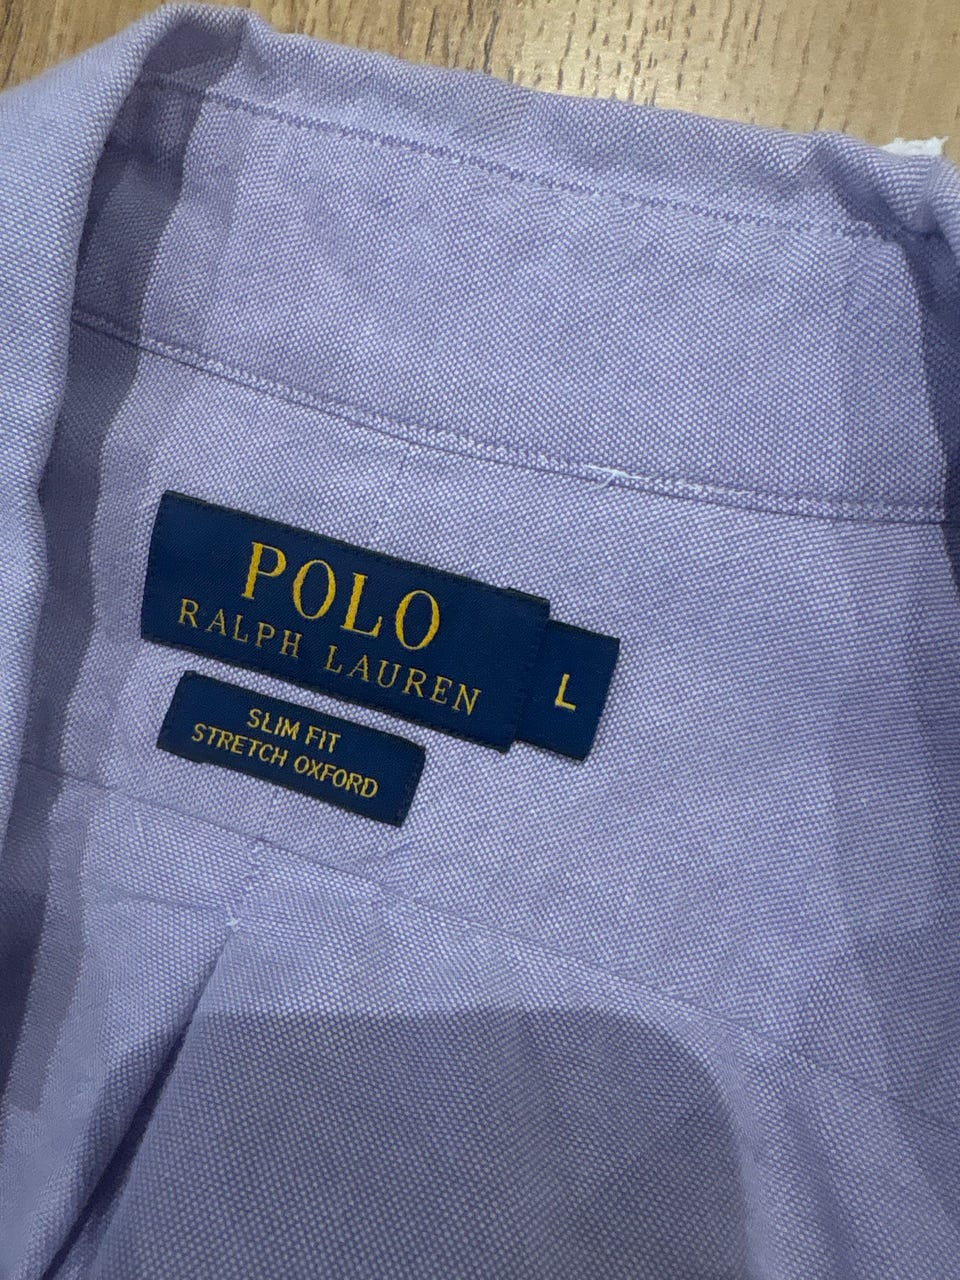 POLO
RALPH LAUREN
L
SLIM FIT
STRETCH OXFORD